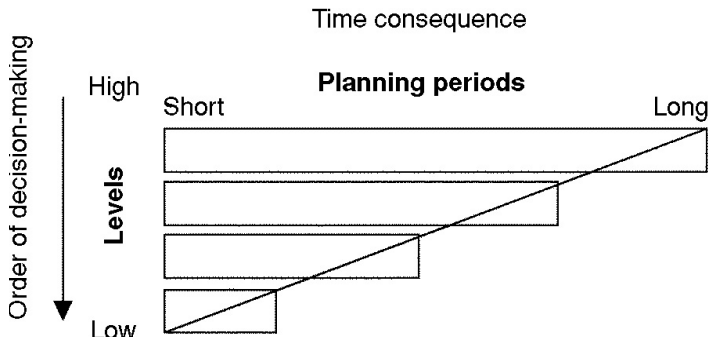 Time consequence
Planning periods
High
Short
Long
Levels
Order of decision-making
Low